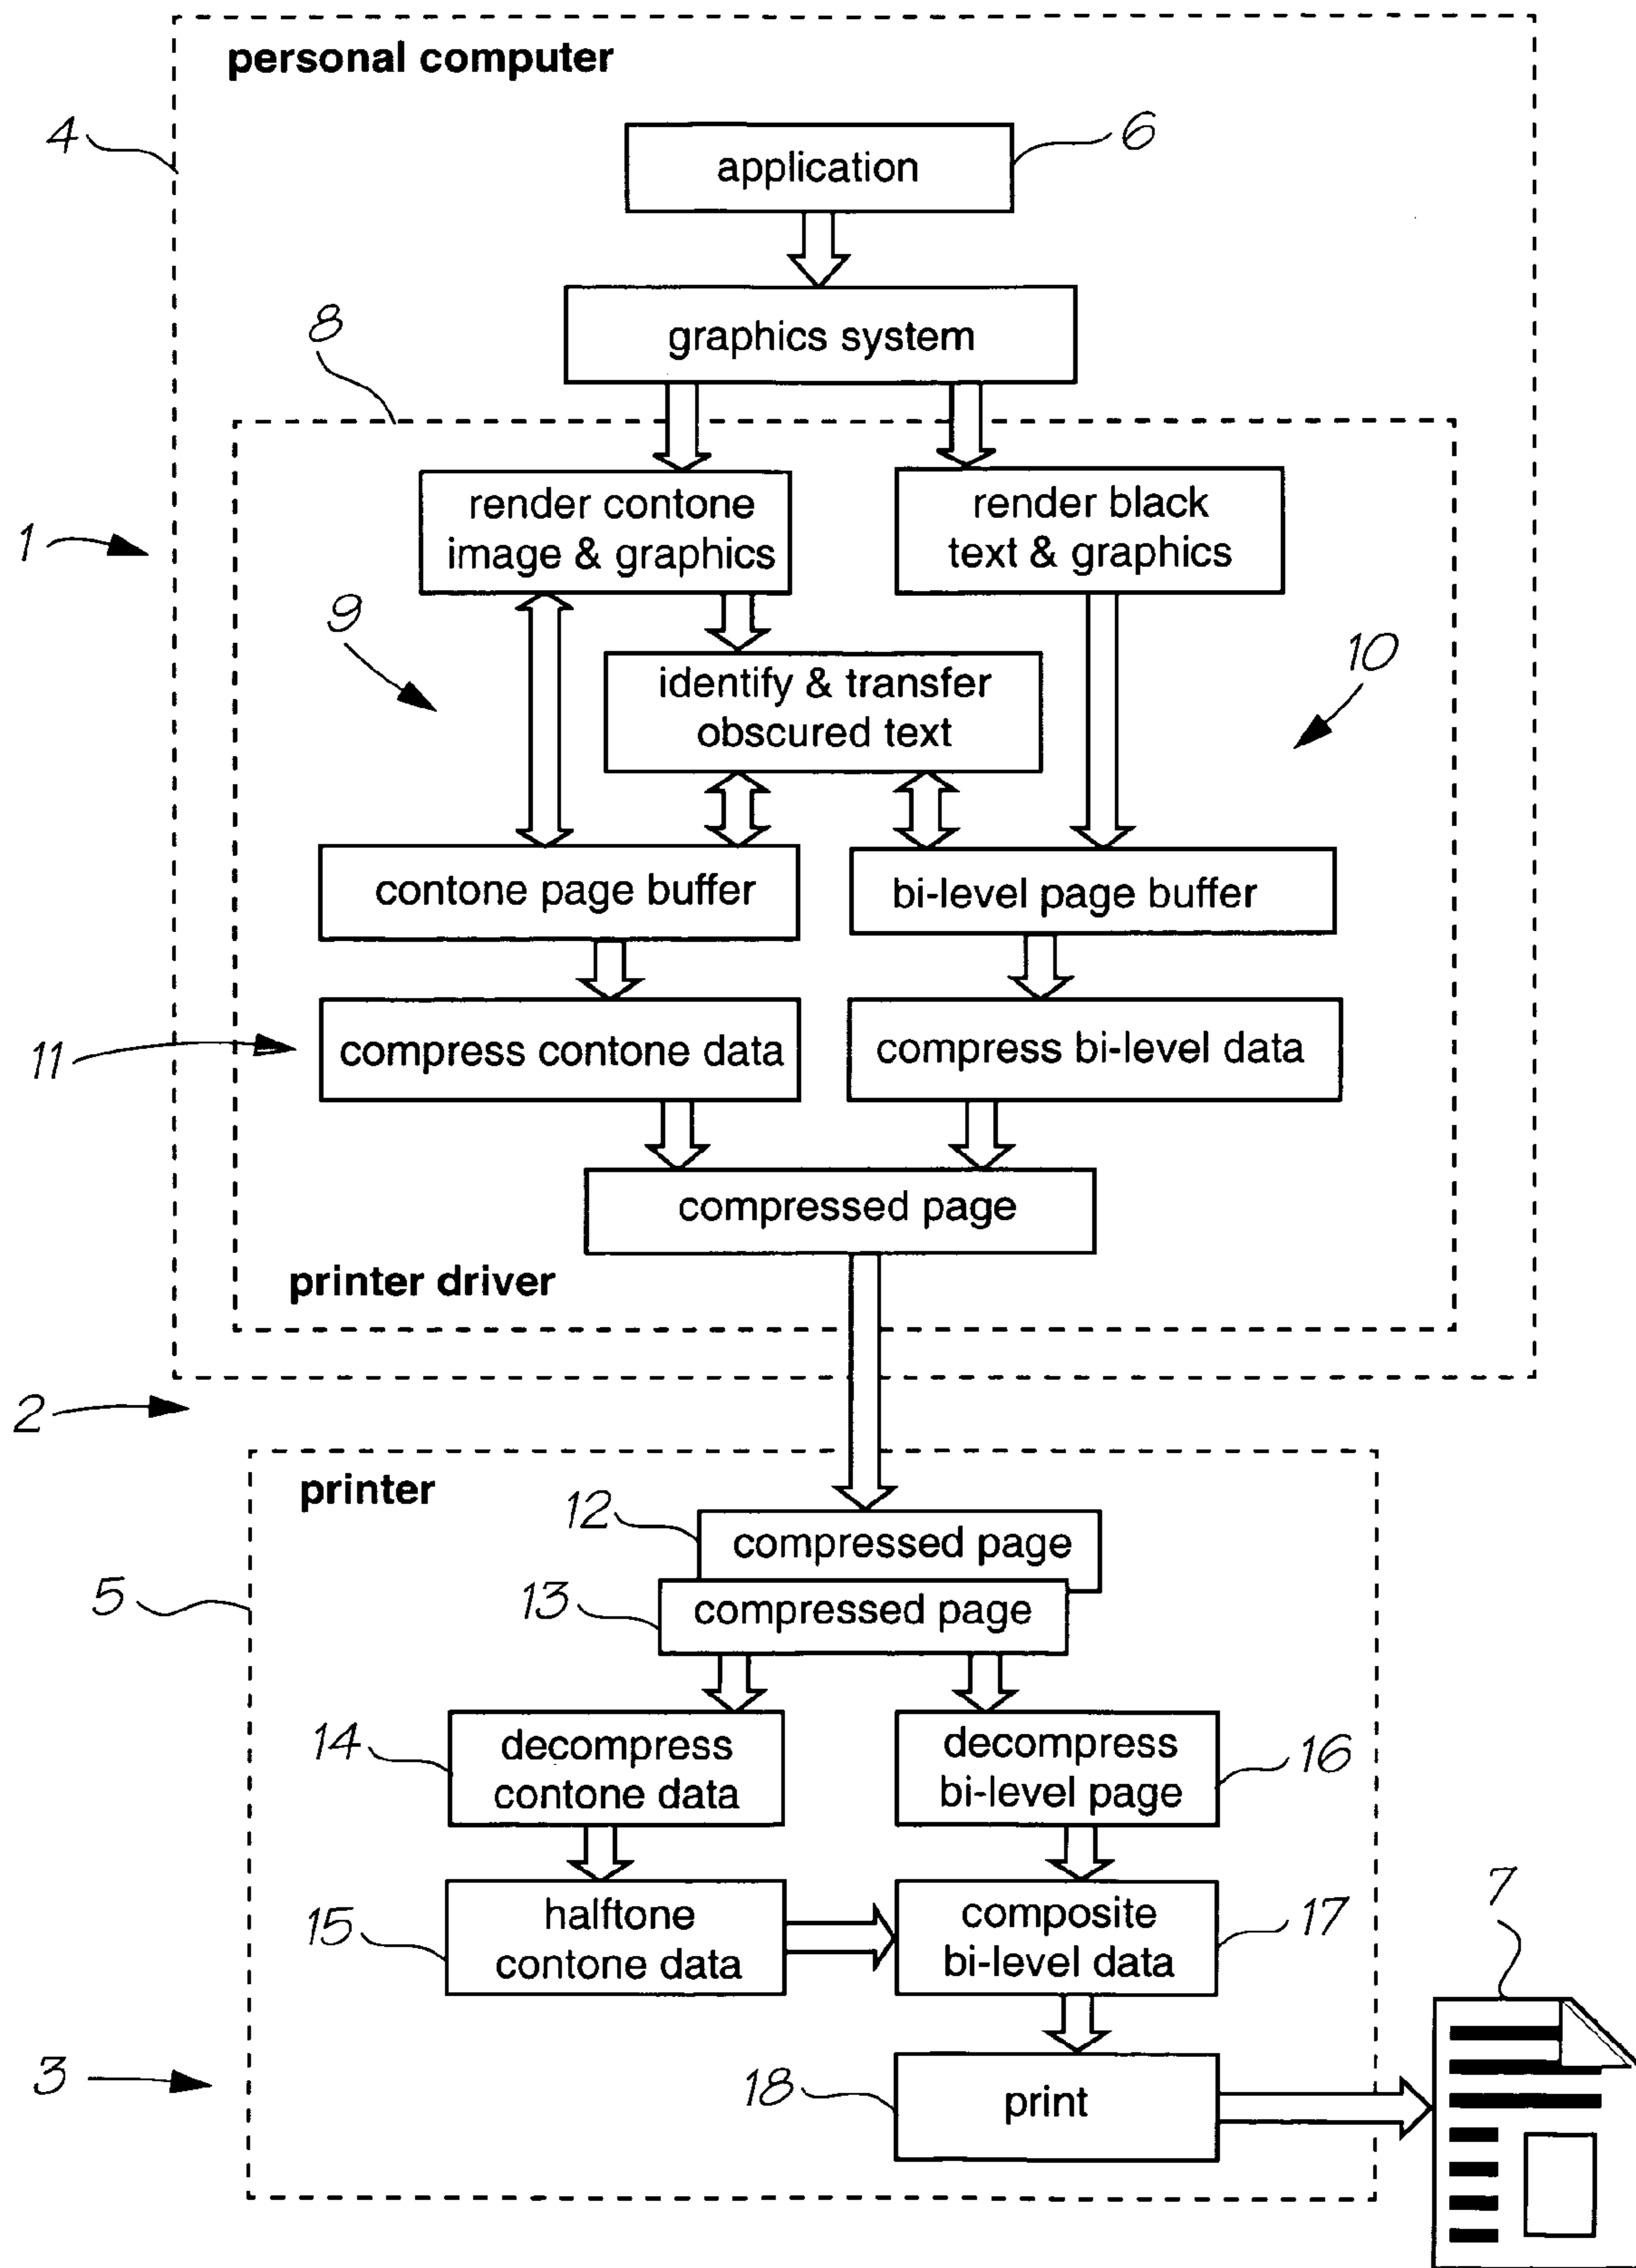 personal computer
4
6
application
8
graphics system
1
render contone
image & graphics
render black
text & graphics
9
10
identify & transfer
obscured text
contone page buffer
bi-level page buffer
11
compress contone data
compress bi-level data
compressed page
printer driver
2
printer
12
compressed page
5
13
compressed page
14
decompress
contone data
decompress
bi-level page
16
15
halftone
contone data
composite
bi-level data
17
7
3
18
print